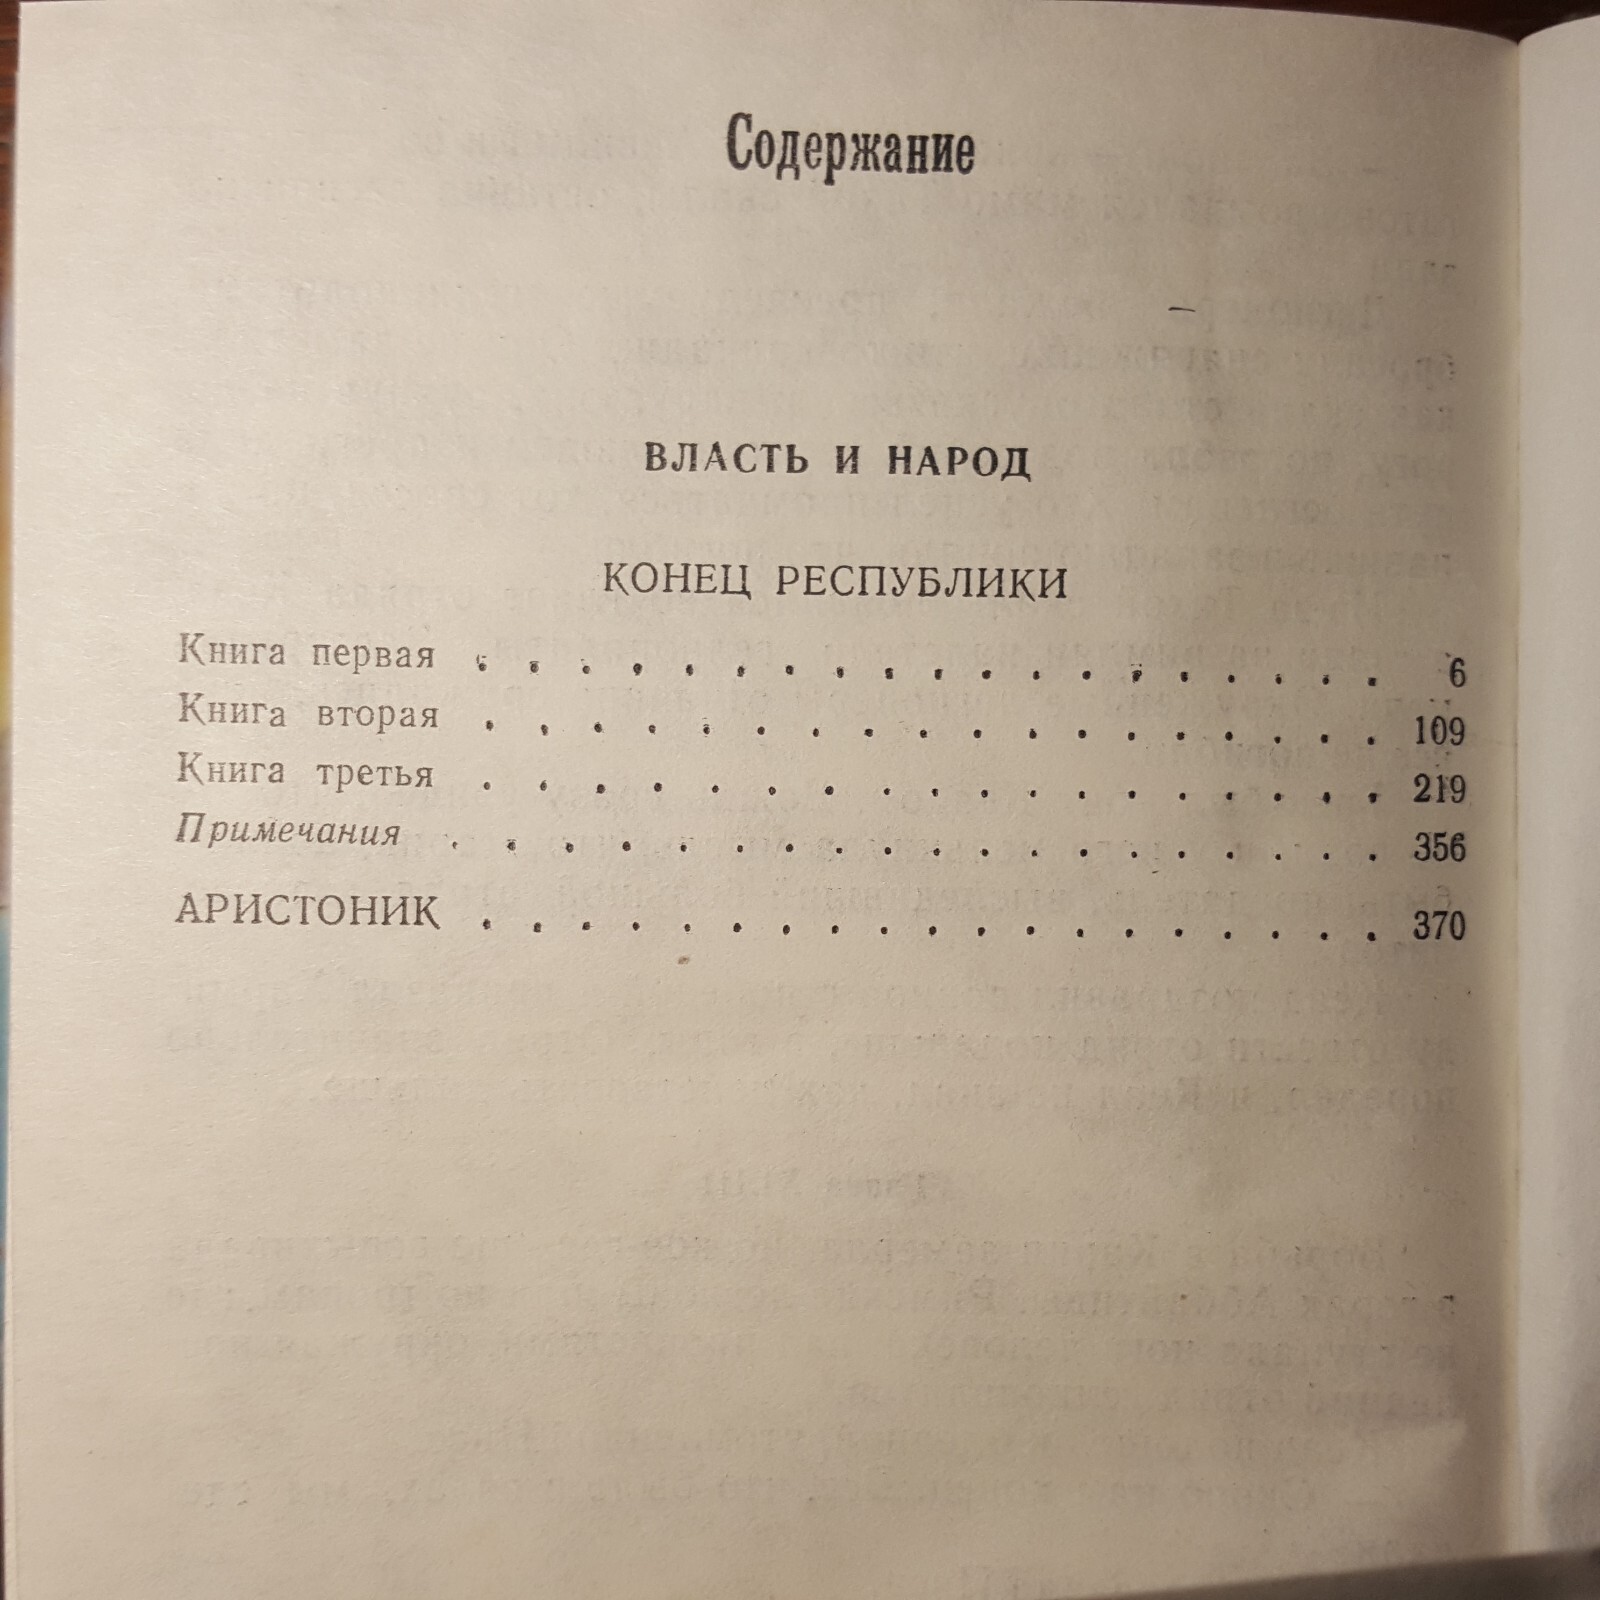 Содержание
ВЛАСТЬ И НАРОД
КОНЕЦ РЕСПУБЛИКИ
Книга первая . . . . . . . . . . . . . . . . . . 6
Книга вторая . . . . . . . . . . . . . . . . . 109
Книга третья . . . . . . . . . . . . . . . . . 219
Примечания . . . . . . . . . . . . . . . . . . 356
АРИСТОНИК . . . . . . . . . . . . . . . . . . . 370